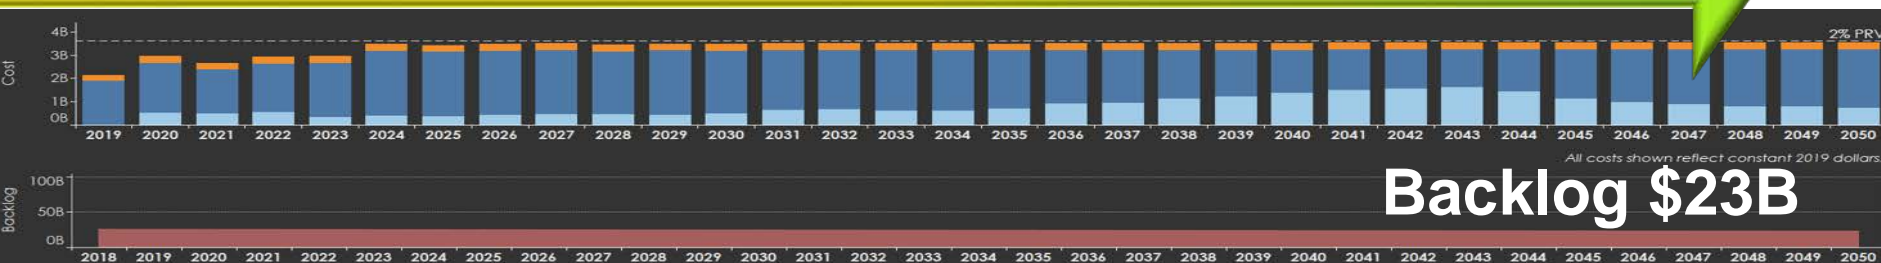 4B
2% PRV
3B
Cost
2B
1B
0B
2019 2020 2021 2022 2023 2024 2025 2026 2027 2028 2029 2030 2031 2032 2033 2034 2035 2036 2037 2038 2039 2040 2041 2042 2043 2044 2045 2046 2047 2048 2049 2050
All costs shown reflect constant 2019 dollars.
100B
Backlog $23B
Backlog
50B
0B
2018 2019 2020 2021 2022 2023 2024 2025 2026 2027 2028 2029 2030 2031 2032 2033 2034 2035 2036 2037 2038 2039 2040 2041 2042 2043 2044 2045 2046 2047 2048 2049 2050